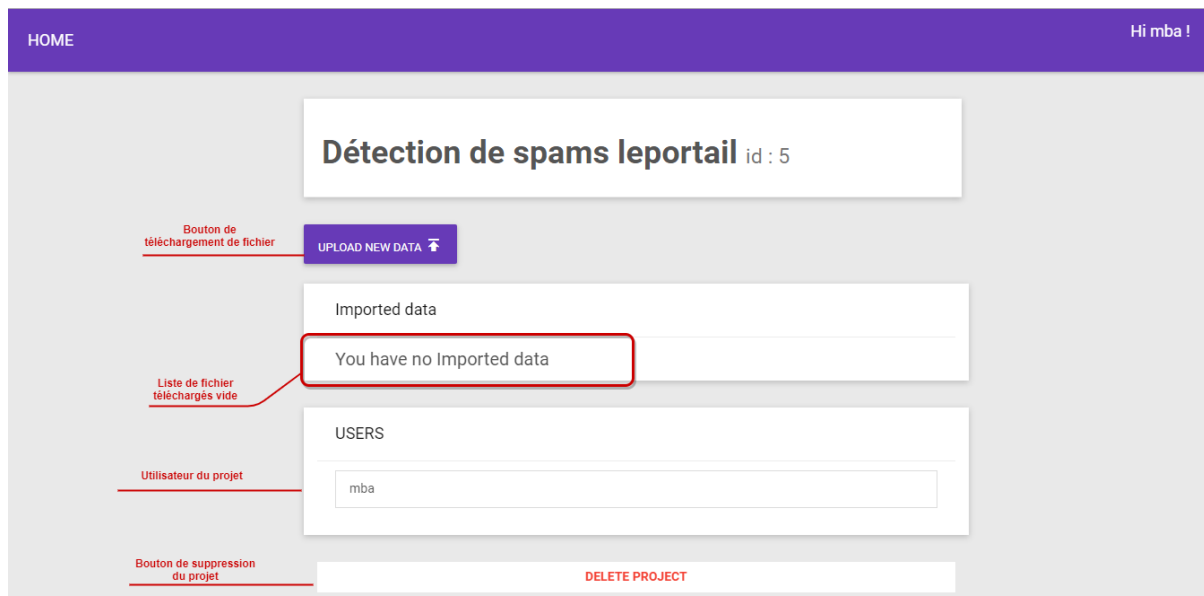 HOME
Hi mba !
Détection de spams leportail id : 5
Bouton de
téléchargement de fichier
UPLOAD NEW DATA
Imported data
You have no Imported data
Liste de fichier
téléchargés vide
USERS
Utilisateur du projet
mba
Bouton de suppression
du projet
DELETE PROJECT